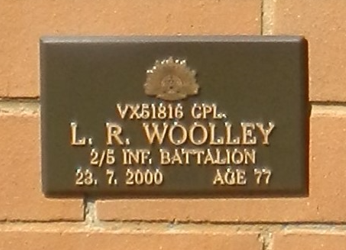 VX51816 CPL.
L. R. WOOLLEY
2/5 INF. BATTALION
23. 7. 2000 AGE 77